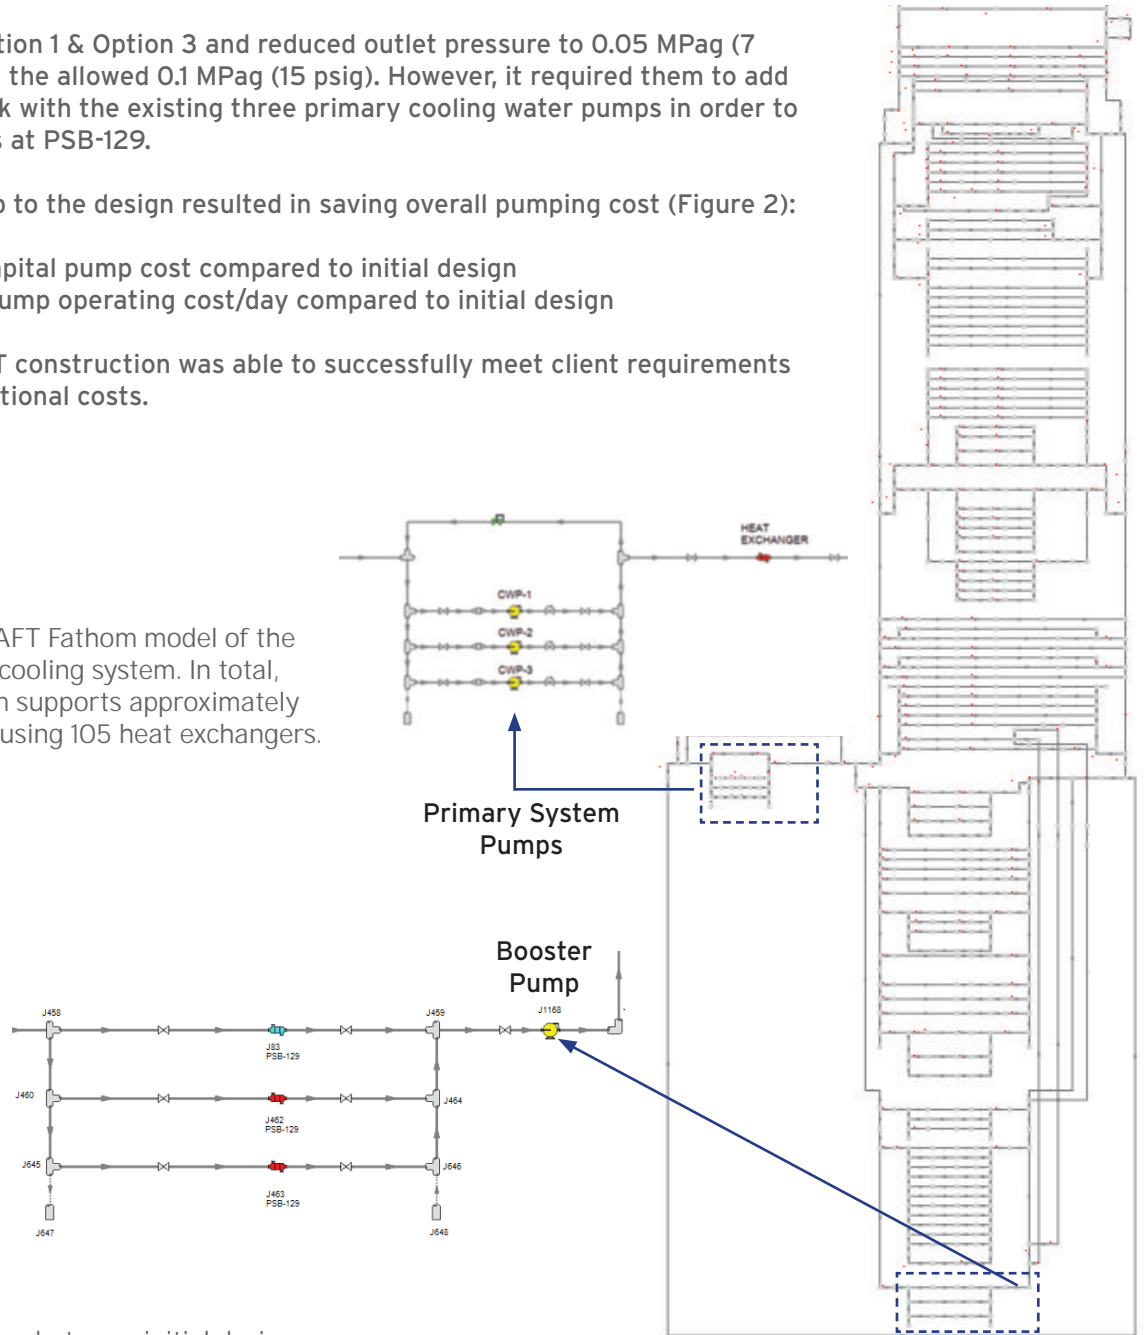 tion 1 & Option 3 and reduced outlet pressure to 0.05 MPag (7
the allowed 0.1 MPag (15 psig). However, it required them to add
k with the existing three primary cooling water pumps in order to
s at PSB-129.
to the design resulted in saving overall pumping cost (Figure 2):
pital pump cost compared to initial design
ump operating cost/day compared to initial design
T construction was able to successfully meet client requirements
tional costs.
HEAT
EXCHANGER
CWP-1
CWP-2
CWP-3
AFT Fathom model of the
cooling system. In total,
n supports approximately
using 105 heat exchangers.
Primary System
Pumps
Booster
Pump
J1168
J458
J459
J83
PSB-129
J460
J464
J462
PSB-129
J645
J646
J463
PSB-129
J647
J648